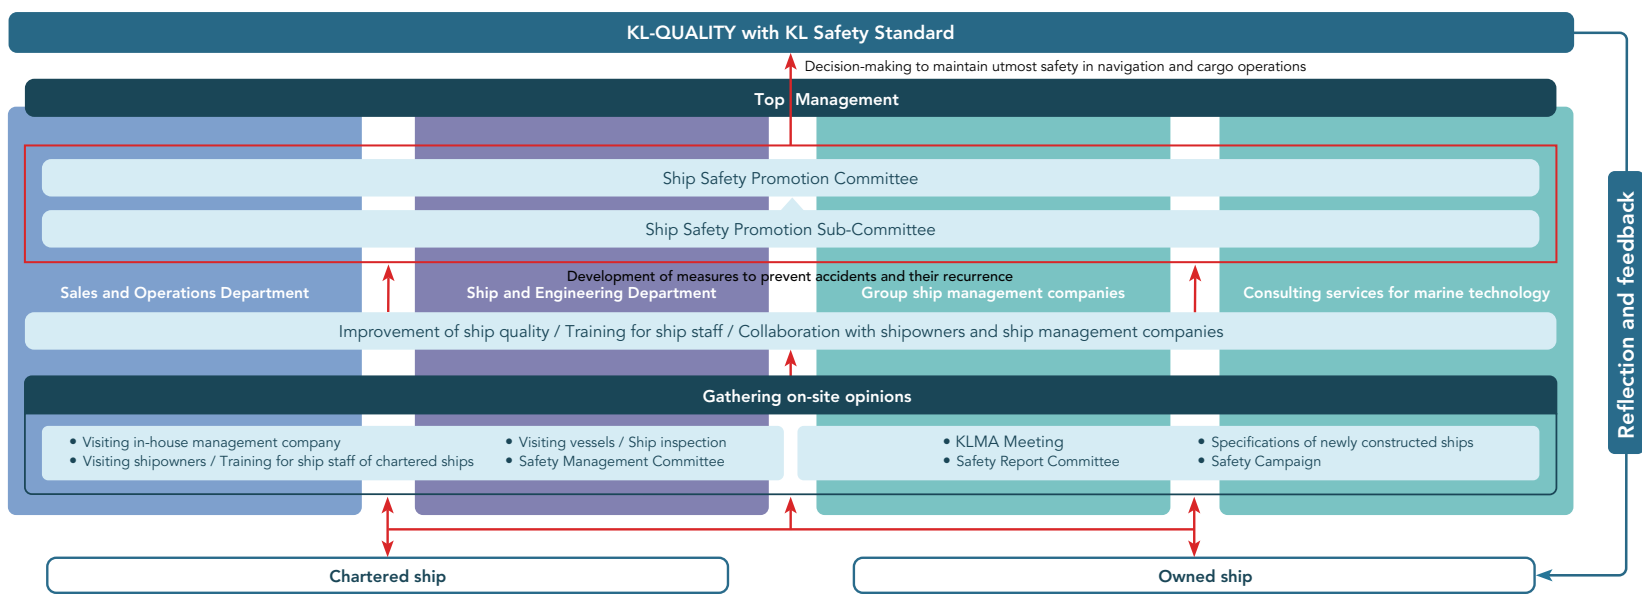 KL-QUALITY with KL Safety Standard
Decision-making to maintain utmost safety in navigation and cargo operations
Top Management
Ship Safety Promotion Committee
Ship Safety Promotion Sub-Committee
Development of measures to prevent accidents and their recurrence
Sales and Operations Department
Ship and Engineering Department
Group ship management companies
Consulting services for marine technology
Improvement of ship quality / Training for ship staff / Collaboration with shipowners and ship management companies
Gathering on-site opinions
• Visiting in-house management company
• Visiting shipowners / Training for ship staff of chartered ships
• Visiting vessels / Ship inspection
• Safety Management Committee
• KLMA Meeting
• Safety Report Committee
• Specifications of newly constructed ships
• Safety Campaign
Chartered ship
Owned ship
Reflection and feedback